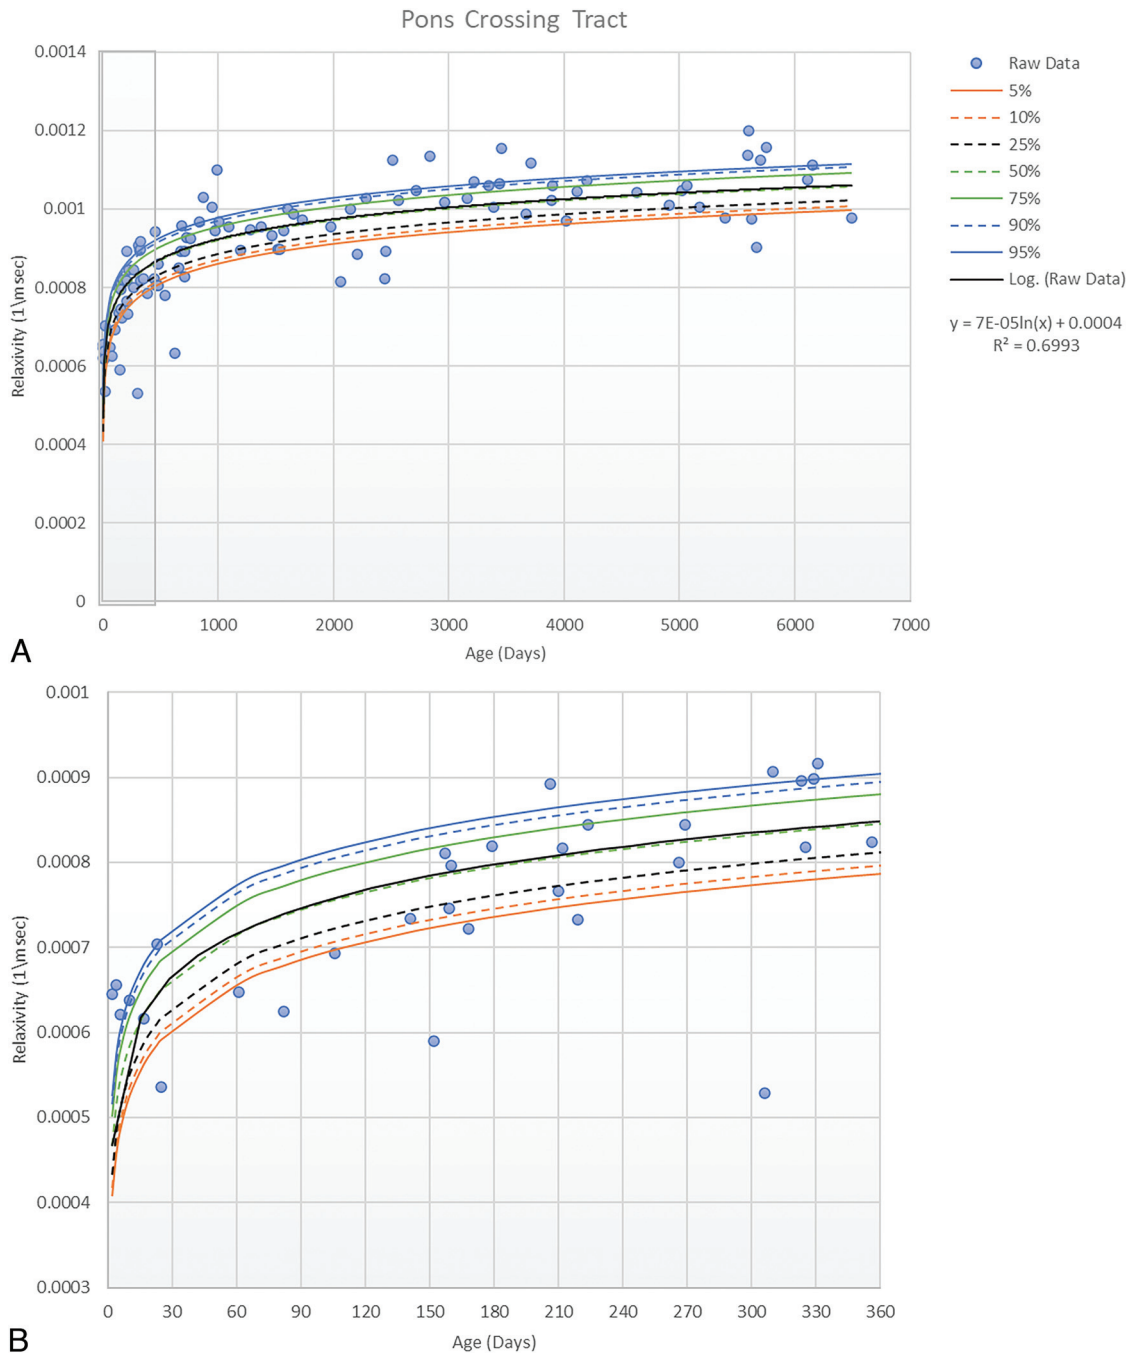 Pons Crossing Tract
0.0014
0.0012
0.001
0.0008
0.0006
0.0004
0.0002
0
Relaxivity (1\msec)
0 1000 2000 3000 4000 5000 6000 7000
Age (Days)
Raw Data
5%
10%
25%
50%
75%
90%
95%
Log. (Raw Data)
y = 7E-05ln(x) + 0.0004
R² = 0.6993
A
0.001
0.0009
0.0008
0.0007
0.0006
0.0005
0.0004
0.0003
Relaxivity (1\msec)
0 30 60 90 120 150 180 210 240 270 300 330 360
Age (Days)
B